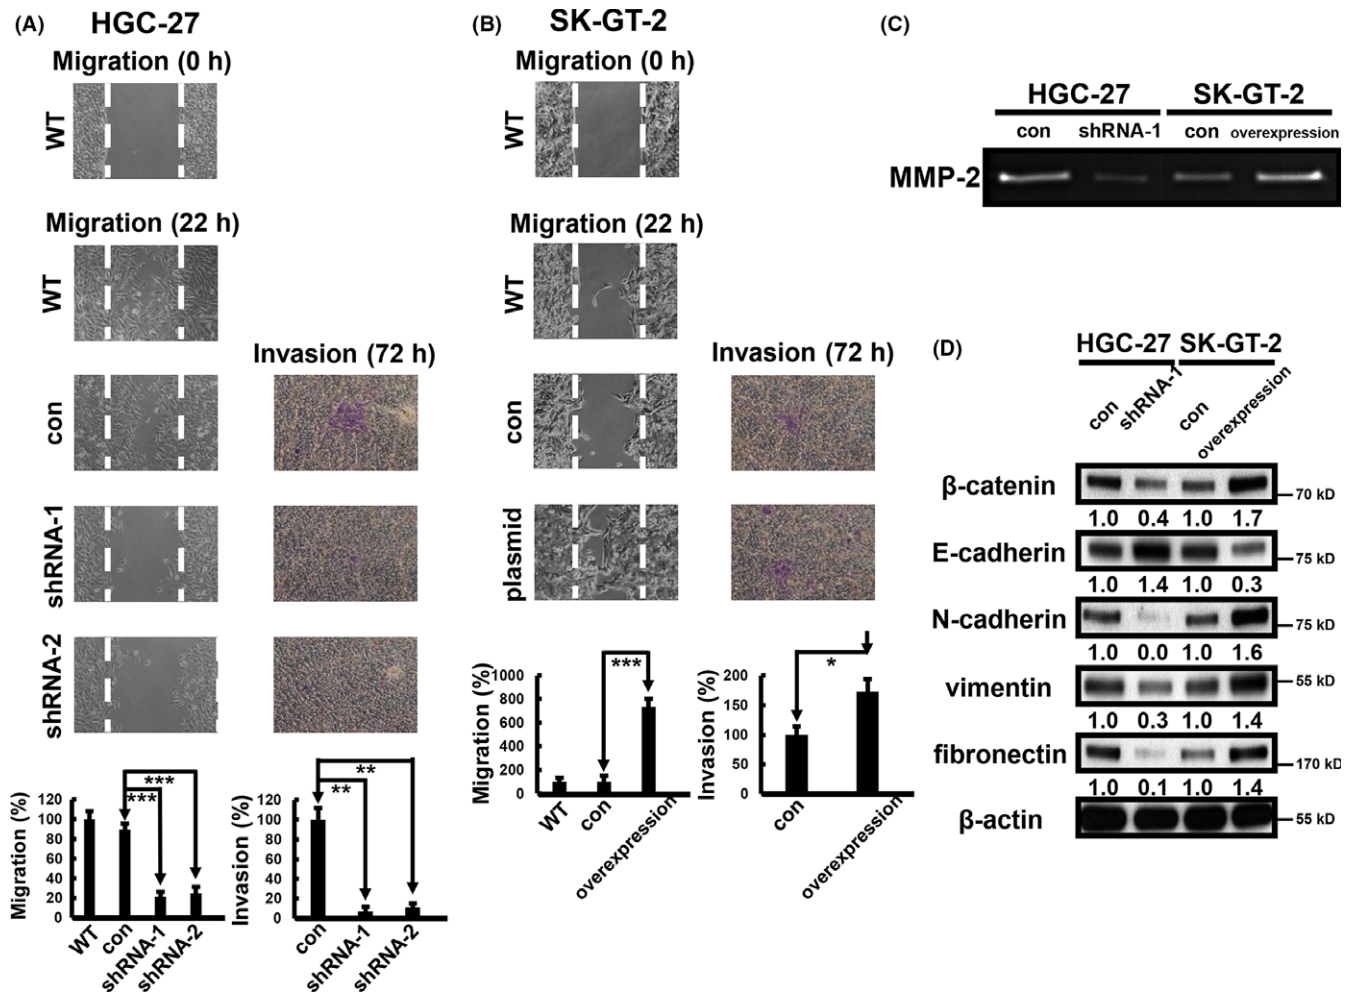 (A)
HGC-27
Migration (0 h)
WT
Migration (22 h)
WT
Invasion (72 h)
con
shRNA-1
shRNA-2
Migration (%)
120
100
80
60
40
20
0
***
***
WT
con
shRNA-1
shRNA-2
Invasion (%)
120
100
80
60
40
20
0
**
**
con
shRNA-1
shRNA-2
(B)
SK-GT-2
Migration (0 h)
WT
Migration (22 h)
WT
Invasion (72 h)
con
plasmid
Migration (%)
1000
800
600
400
200
0
***
WT
con
overexpression
Invasion (%)
200
150
100
50
0
*
con
overexpression
(C)
HGC-27 SK-GT-2
con shRNA-1 con overexpression
MMP-2
(D)
HGC-27 SK-GT-2
con shRNA-1 con overexpression
β-catenin 70 kD
1.0 0.4 1.0 1.7
E-cadherin 75 kD
1.0 1.4 1.0 0.3
N-cadherin 75 kD
1.0 0.0 1.0 1.6
vimentin 55 kD
1.0 0.3 1.0 1.4
fibronectin 170 kD
1.0 0.1 1.0 1.4
β-actin 55 kD